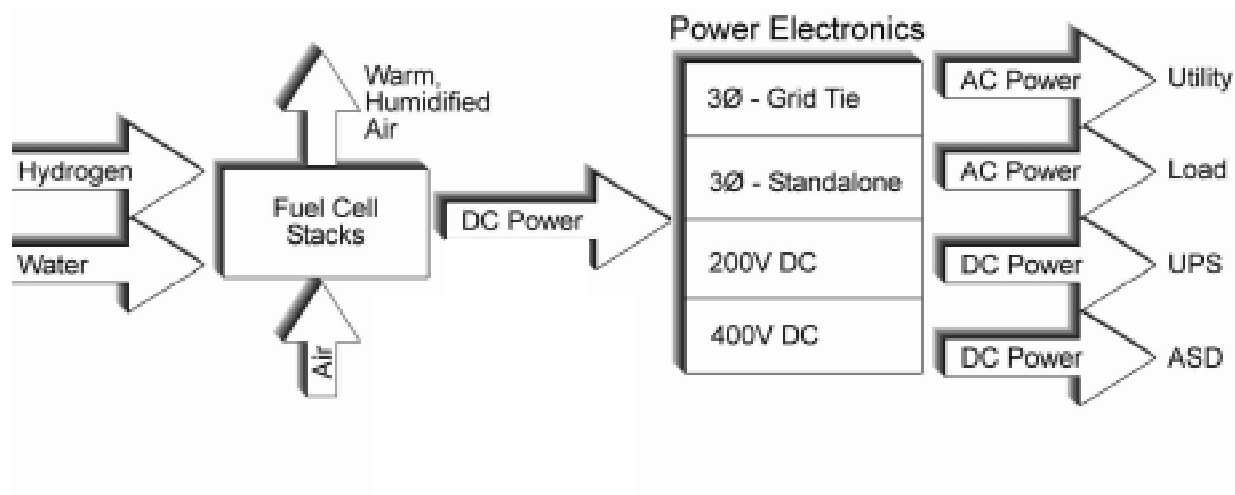 Power Electronics
Warm,
Humidified
Air
Hydrogen
Water
Fuel Cell
Stacks
Air
DC Power
3Ø - Grid Tie
3Ø - Standalone
200V DC
400V DC
AC Power
Utility
AC Power
Load
DC Power
UPS
DC Power
ASD